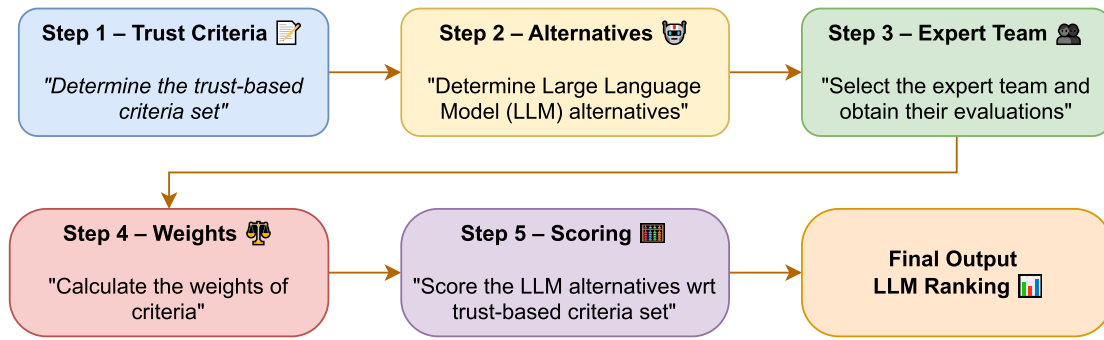 Step 1 – Trust Criteria
"Determine the trust-based
criteria set"
Step 2 – Alternatives
"Determine Large Language
Model (LLM) alternatives"
Step 3 – Expert Team
"Select the expert team and
obtain their evaluations"
Step 4 – Weights
"Calculate the weights of
criteria"
Step 5 – Scoring
"Score the LLM alternatives wrt
trust-based criteria set"
Final Output
LLM Ranking